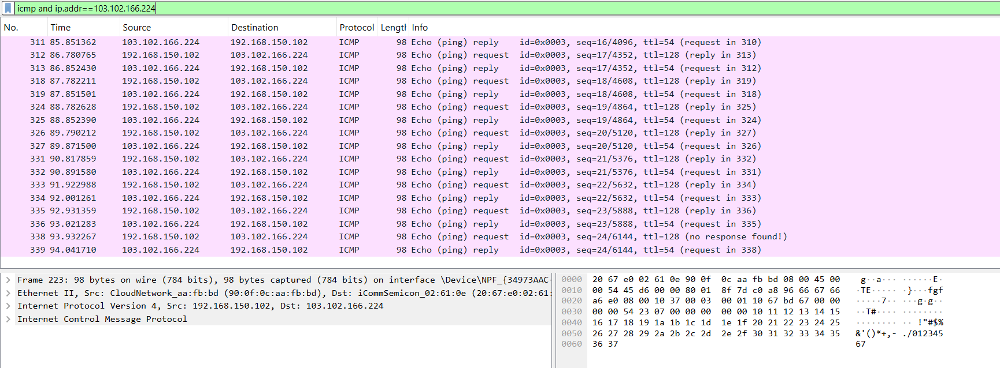 icmp and ip.addr==103.102.166.224
No. Time Source Destination Protocol Length Info
311 85.851362 103.102.166.224 192.168.150.102 ICMP 98 Echo (ping) reply id=0x0003, seq=16/4096, ttl=54 (request in 310)
312 86.780765 192.168.150.102 103.102.166.224 ICMP 98 Echo (ping) request id=0x0003, seq=17/4352, ttl=128 (reply in 313)
313 86.852430 103.102.166.224 192.168.150.102 ICMP 98 Echo (ping) reply id=0x0003, seq=17/4352, ttl=54 (request in 312)
318 87.782211 192.168.150.102 103.102.166.224 ICMP 98 Echo (ping) request id=0x0003, seq=18/4608, ttl=128 (reply in 319)
319 87.851501 103.102.166.224 192.168.150.102 ICMP 98 Echo (ping) reply id=0x0003, seq=18/4608, ttl=54 (request in 318)
324 88.782628 192.168.150.102 103.102.166.224 ICMP 98 Echo (ping) request id=0x0003, seq=19/4864, ttl=128 (reply in 325)
325 88.852390 103.102.166.224 192.168.150.102 ICMP 98 Echo (ping) reply id=0x0003, seq=19/4864, ttl=54 (request in 324)
326 89.790212 192.168.150.102 103.102.166.224 ICMP 98 Echo (ping) request id=0x0003, seq=20/5120, ttl=128 (reply in 327)
327 89.871500 103.102.166.224 192.168.150.102 ICMP 98 Echo (ping) reply id=0x0003, seq=20/5120, ttl=54 (request in 326)
331 90.817859 192.168.150.102 103.102.166.224 ICMP 98 Echo (ping) request id=0x0003, seq=21/5376, ttl=128 (reply in 332)
332 90.891580 103.102.166.224 192.168.150.102 ICMP 98 Echo (ping) reply id=0x0003, seq=21/5376, ttl=54 (request in 331)
333 91.922988 192.168.150.102 103.102.166.224 ICMP 98 Echo (ping) request id=0x0003, seq=22/5632, ttl=128 (reply in 334)
334 92.001261 103.102.166.224 192.168.150.102 ICMP 98 Echo (ping) reply id=0x0003, seq=22/5632, ttl=54 (request in 333)
335 92.931359 192.168.150.102 103.102.166.224 ICMP 98 Echo (ping) request id=0x0003, seq=23/5888, ttl=128 (reply in 336)
336 93.021283 103.102.166.224 192.168.150.102 ICMP 98 Echo (ping) reply id=0x0003, seq=23/5888, ttl=54 (request in 335)
338 93.932267 192.168.150.102 103.102.166.224 ICMP 98 Echo (ping) request id=0x0003, seq=24/6144, ttl=128 (no response found!)
339 94.041710 103.102.166.224 192.168.150.102 ICMP 98 Echo (ping) reply id=0x0003, seq=24/6144, ttl=54 (request in 338)
Frame 223: 98 bytes on wire (784 bits), 98 bytes captured (784 bits) on interface \Device\NPF_{34973AAC-
Ethernet II, Src: CloudNetwork_aa:fb:bd (90:0f:0c:aa:fb:bd), Dst: iCommSemicon_02:61:0e (20:67:e0:02:61:
Internet Protocol Version 4, Src: 192.168.150.102, Dst: 103.102.166.224
Internet Control Message Protocol
0000 20 67 e0 02 61 0e 90 0f 0c aa fb bd 08 00 45 00 g··a··· ······E·
0010 00 54 45 d6 00 00 80 01 8f 7d c0 a8 96 66 67 66 ·TE····· ·}···fgf
0020 a6 e0 08 00 10 37 00 03 00 01 10 67 bd 67 00 00 ·····7·· ···g·g··
0030 00 00 54 23 07 00 00 00 00 00 10 11 12 13 14 15 ··T#···· ········
0040 16 17 18 19 1a 1b 1c 1d 1e 1f 20 21 22 23 24 25 ········ ·· !"#$%
0050 26 27 28 29 2a 2b 2c 2d 2e 2f 30 31 32 33 34 35 &'()*+,- ./012345
0060 36 37 67